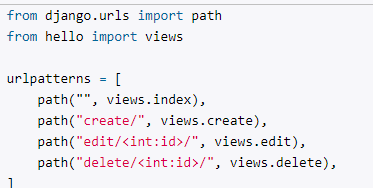 from django.urls import path
from hello import views

urlpatterns = [
    path("", views.index),
    path("create/", views.create),
    path("edit/<int:id>/", views.edit),
    path("delete/<int:id>/", views.delete),
]